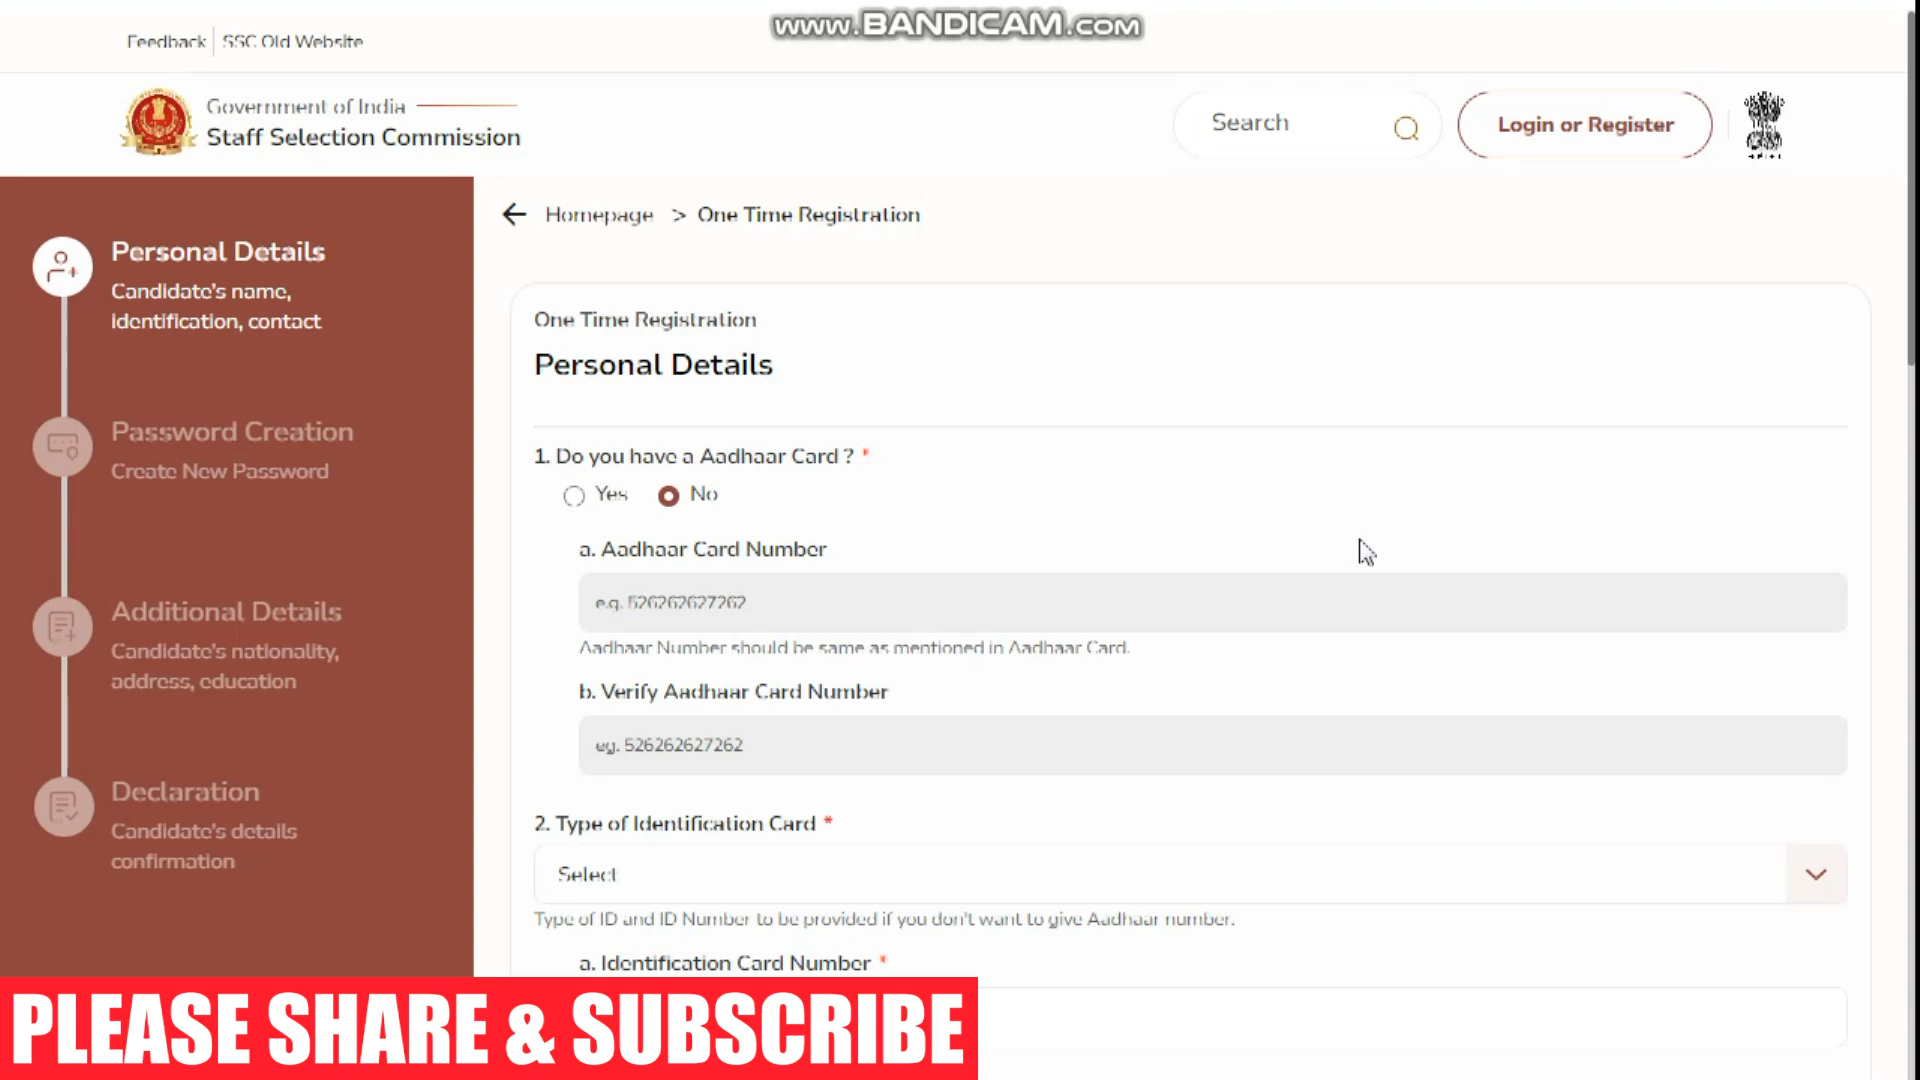 www.BANDICAM.com
Feedback SSC Old Website
Government of India
Staff Selection Commission
Search
Login or Register
Homepage > One Time Registration
Personal Details
Candidate's name,
identification, contact
Password Creation
Create New Password
Additional Details
Candidate's nationality,
address, education
Declaration
Candidate's details
confirmation
One Time Registration
Personal Details
1. Do you have a Aadhaar Card ? *
Yes No
a. Aadhaar Card Number
e.g. 526262627262
Aadhaar Number should be same as mentioned in Aadhaar Card.
b. Verify Aadhaar Card Number
eg. 526262627262
2. Type of Identification Card *
Select
Type of ID and ID Number to be provided if you don't want to give Aadhaar number.
a. Identification Card Number *
PLEASE SHARE & SUBSCRIBE